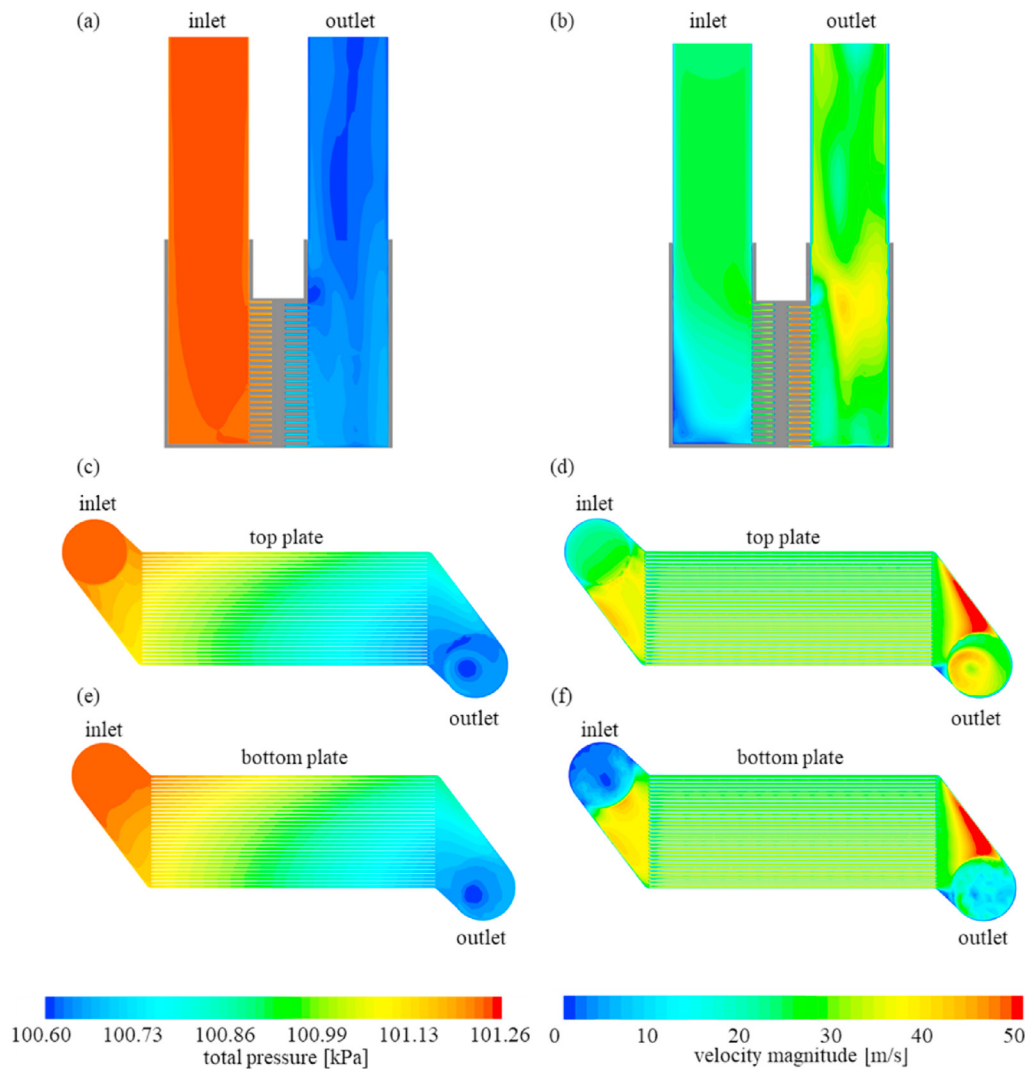 (a) inlet outlet (b) inlet outlet
(c) (d)
inlet inlet
top plate top plate
outlet outlet
(e) (f)
inlet inlet
bottom plate bottom plate
outlet outlet
100.60 100.73 100.86 100.99 101.13 101.26 0 10 20 30 40 50
total pressure [kPa] velocity magnitude [m/s]